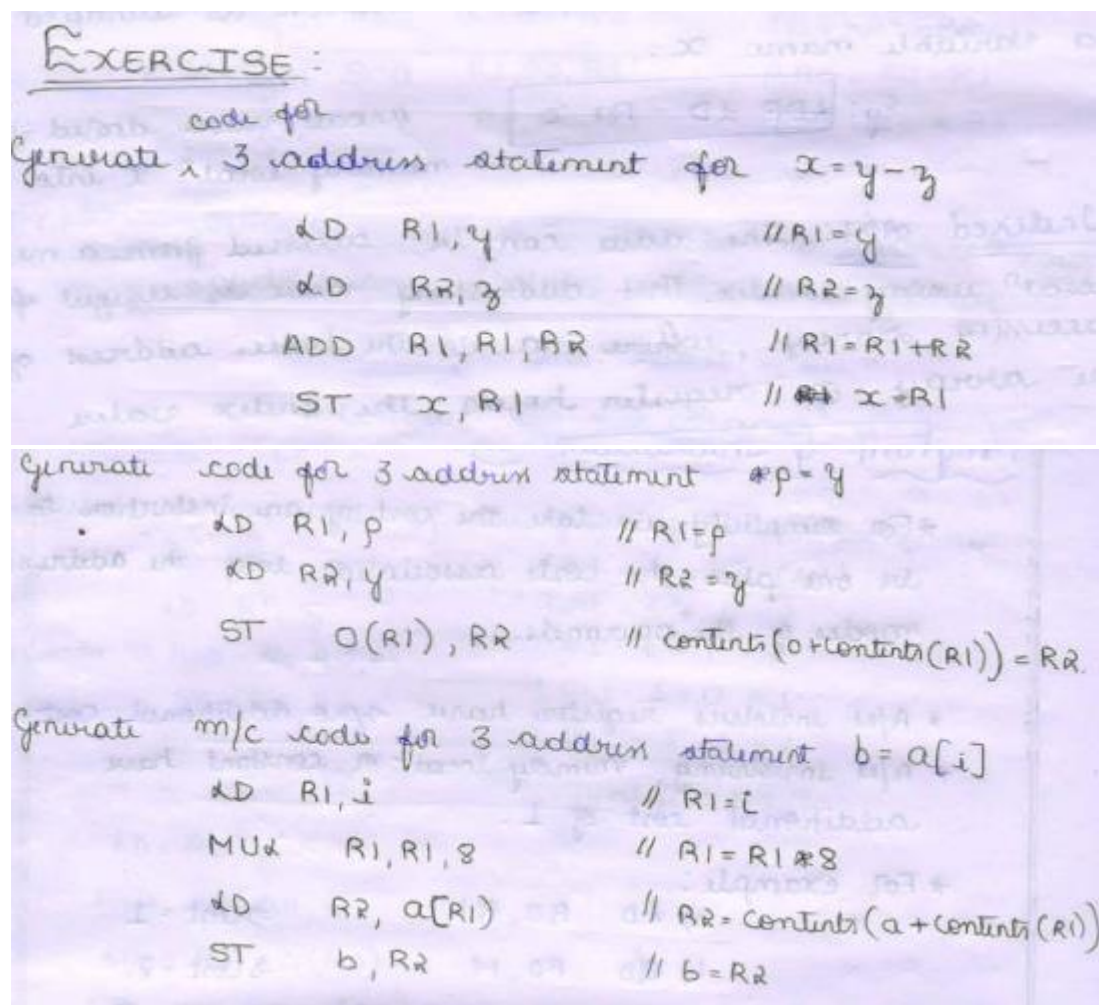 EXERCISE:
code for
Generate ‸ 3 address statement for x = y - z
LD R1, y // R1 = y
LD R2, z // R2 = z
ADD R1, R1, R2 // R1 = R1 + R2
ST x, R1 // x = R1
Generate code for 3 address statement *p = y
LD R1, p // R1 = p
LD R2, y // R2 = y
ST 0(R1), R2 // contents(0 + contents(R1)) = R2.
Generate m/c code for 3 address statement b = a[i]
LD R1, i // R1 = i
MUL R1, R1, 8 // R1 = R1 * 8
LD R2, a[R1) // R2 = contents(a + contents(R1))
ST b, R2 // b = R2